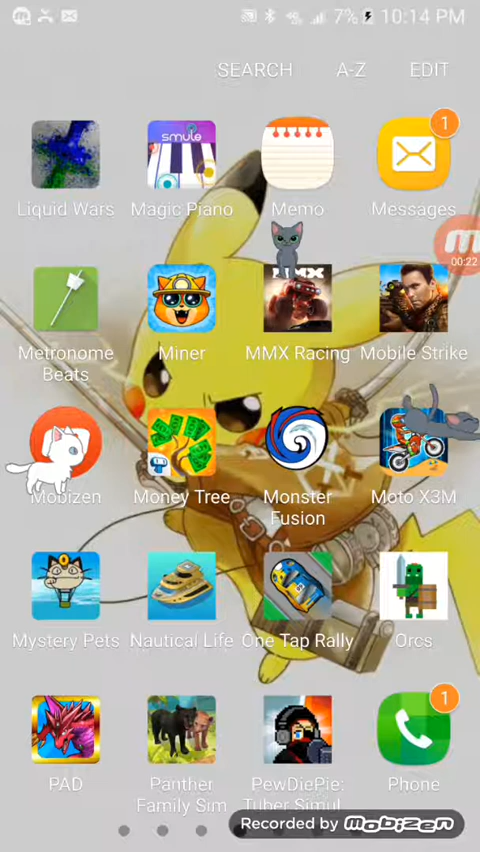 7% 10:14 PM
SEARCH A-Z EDIT
smule
1
Liquid Wars Magic Piano Memo Messages
00:22
MMX
Metronome Beats Miner MMX Racing Mobile Strike
Mobizen Money Tree Monster Fusion Moto X3M
Mystery Pets Nautical Life One Tap Rally Orcs
1
PAD Panther Family Sim PewDiePie: Tuber Simul... Phone
Recorded by mobizen